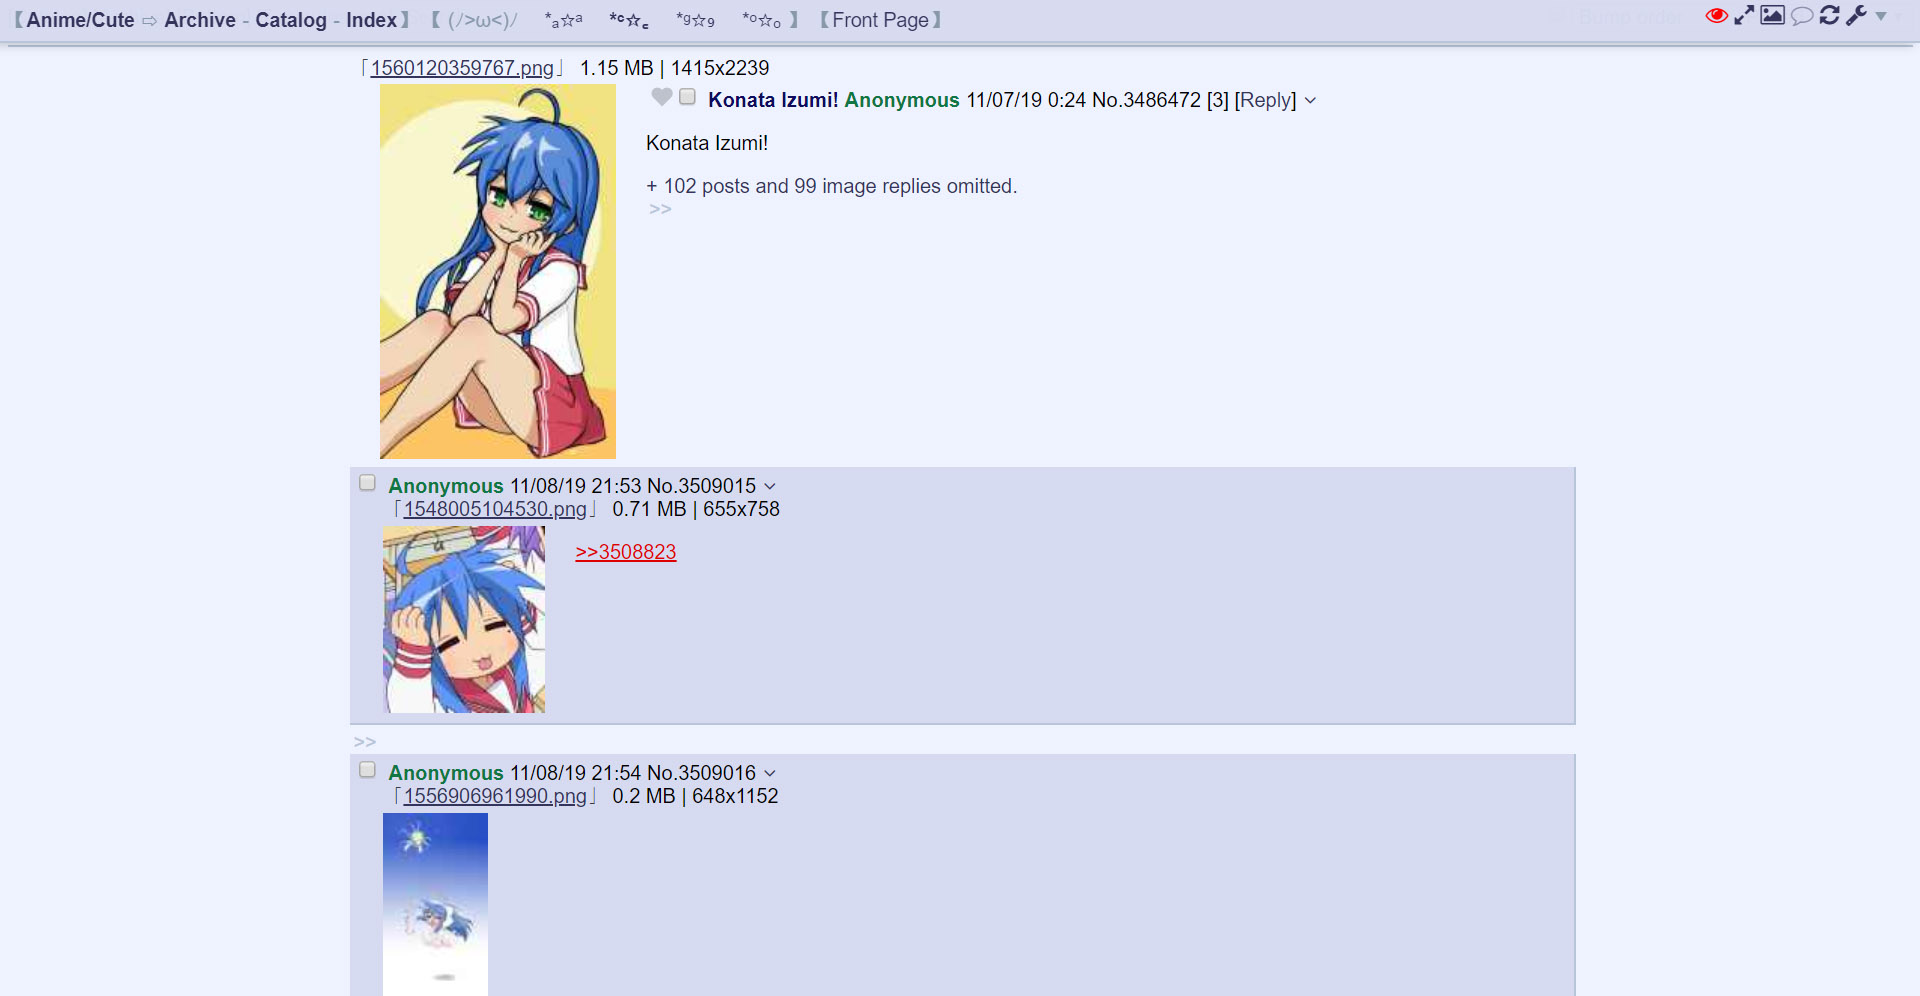 【Anime/Cute ⇨ Archive - Catalog - Index】 【 (ﾉ>ω<)ﾉ *ₐ☆ᵃ *ᶜ☆꜀ *ᵍ☆₉ *ᵒ☆ₒ 】 【Front Page】
「1560120359767.png」 1.15 MB | 1415x2239
Konata Izumi! Anonymous 11/07/19 0:24 No.3486472 [3] [Reply]
Konata Izumi!
+ 102 posts and 99 image replies omitted.
>>
Anonymous 11/08/19 21:53 No.3509015
「1548005104530.png」 0.71 MB | 655x758
>>3508823
>>
Anonymous 11/08/19 21:54 No.3509016
「1556906961990.png」 0.2 MB | 648x1152